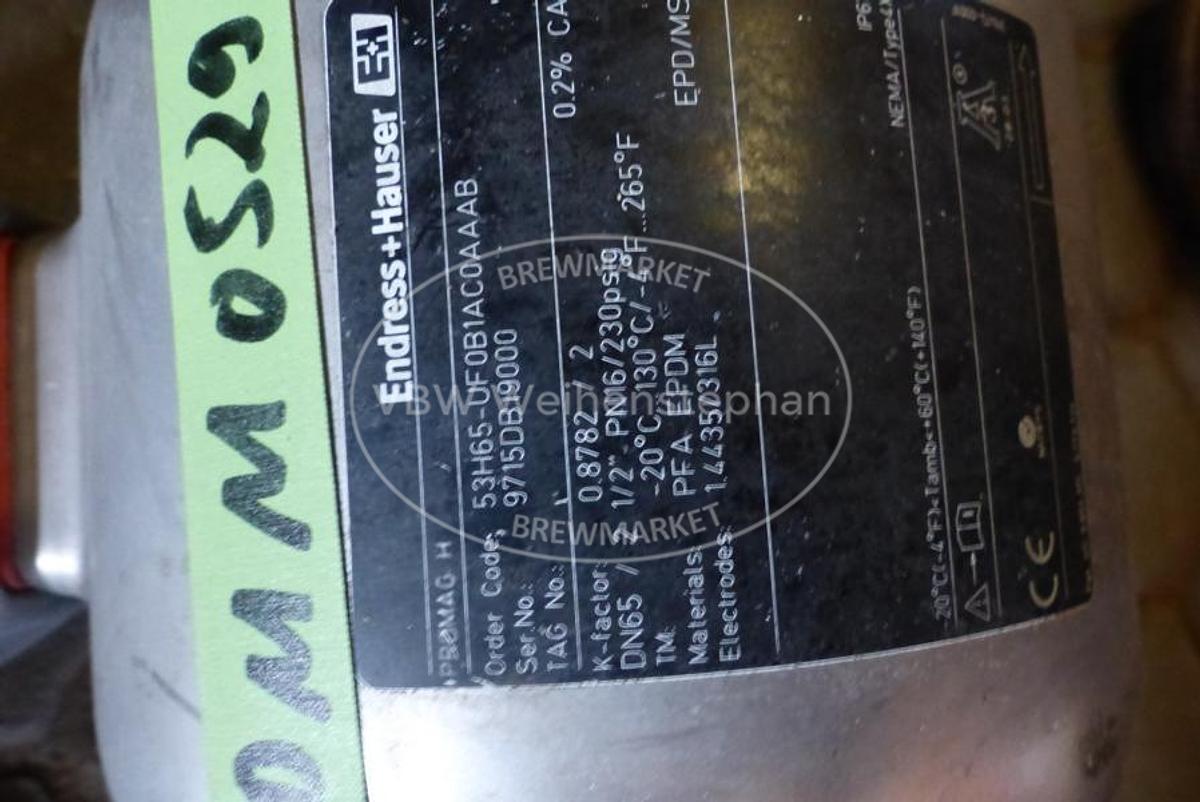 DMM0529
Endress+Hauser E+H
PROMAG H
Order Code: 53H65-UF0B1AC0AAAB
Ser.No.: 9715DB19000
TAG No.:
K-factor: 0.8782 / 2
0.2% CA
DN65 / 2 1/2" PN16/230psig
TM: -20°C/130°C/-4°F...265°F
Materials: PFA EPDM
EPD/MS
Electrodes: 1.4435/316L
IP6
NEMA/Type4X
-20°C(-4°F)<Tamb<+60°C(+140°F)
CE
BREWMARKET
VBW Weihenstephan
BREWMARKET